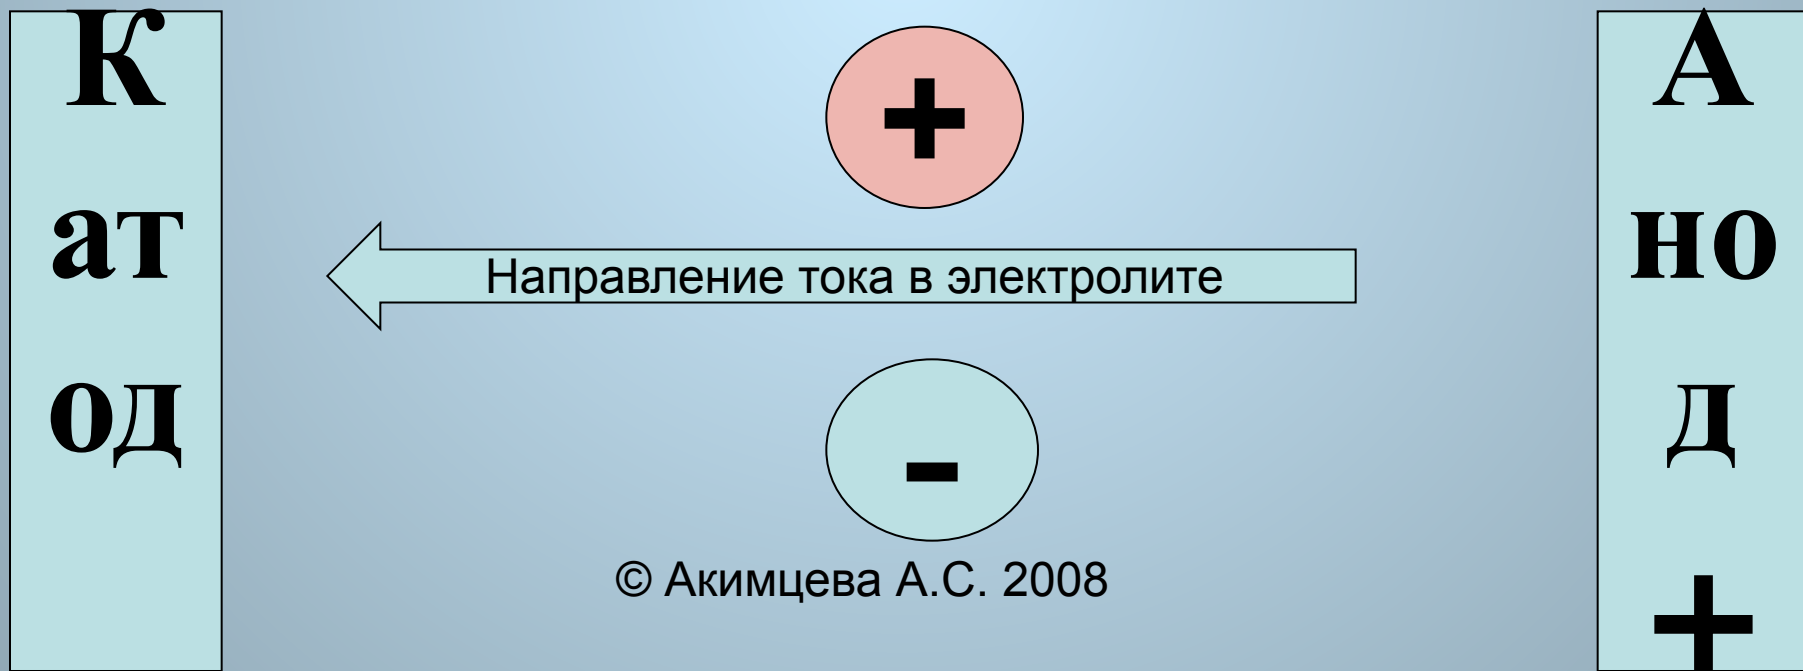 К
ат
од
+
Направление тока в электролите
-
© Акимцева А.С. 2008
А
но
д
+